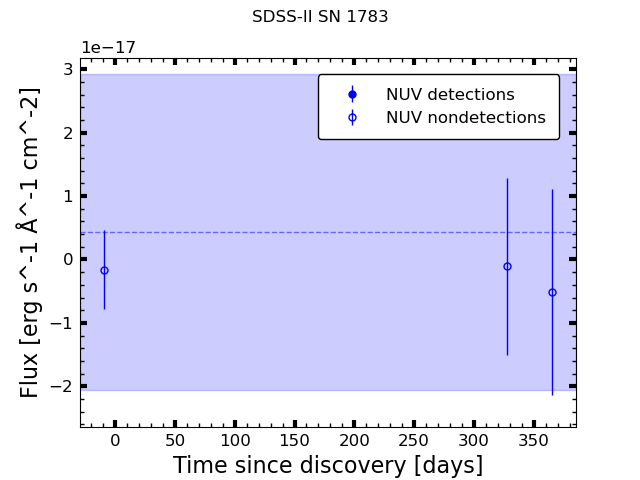 SDSS-II SN 1783
1e−17
NUV detections
NUV nondetections
3
2
1
0
−1
−2
Flux [erg s^-1 Å^-1 cm^-2]
0 50 100 150 200 250 300 350
Time since discovery [days]